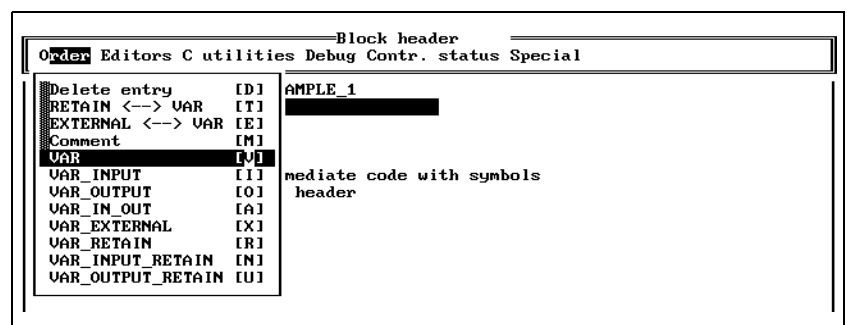 Block header
Order Editors C utilities Debug Contr. status Special
Delete entry [D] AMPLE_1
RETAIN <--> VAR [T]
EXTERNAL <--> VAR [E]
Comment [M]
VAR [V]
VAR_INPUT [I] mediate code with symbols
VAR_OUTPUT [O] header
VAR_IN_OUT [A]
VAR_EXTERNAL [X]
VAR_RETAIN [R]
VAR_INPUT_RETAIN [N]
VAR_OUTPUT_RETAIN [U]